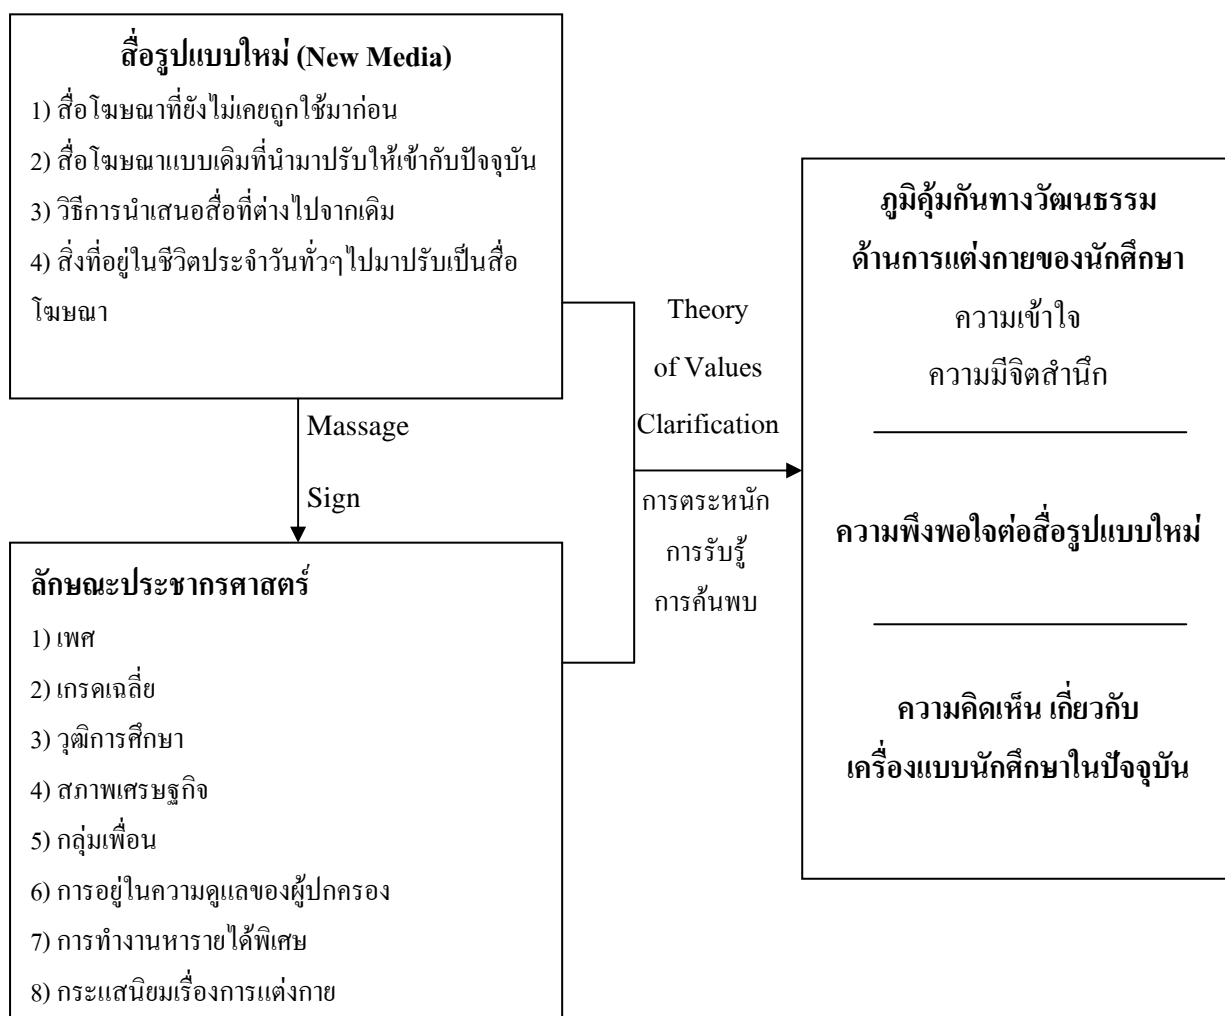 สื่อรูปแบบใหม่ (New Media)
1) สื่อโฆษณาที่ยังไม่เคยถูกใช้มาก่อน
2) สื่อโฆษณาแบบเดิมที่นำมาปรับให้เข้ากับปัจจุบัน
3) วิธีการนำเสนอสื่อที่ต่างไปจากเดิม
4) สิ่งที่อยู่ในชีวิตประจำวันทั่วๆไปมาปรับเป็นสื่อ
โฆษณา
Massage
Sign
ลักษณะประชากรศาสตร์
1) เพศ
2) เกรดเฉลี่ย
3) วุฒิการศึกษา
4) สภาพเศรษฐกิจ
5) กลุ่มเพื่อน
6) การอยู่ในความดูแลของผู้ปกครอง
7) การทำงานหารายได้พิเศษ
8) กระแสนิยมเรื่องการแต่งกาย
Theory
of Values
Clarification
การตระหนัก
การรับรู้
การค้นพบ
ภูมิคุ้มกันทางวัฒนธรรม
ด้านการแต่งกายของนักศึกษา
ความเข้าใจ
ความมีจิตสำนึก
ความพึงพอใจต่อสื่อรูปแบบใหม่
ความคิดเห็น เกี่ยวกับ
เครื่องแบบนักศึกษาในปัจจุบัน